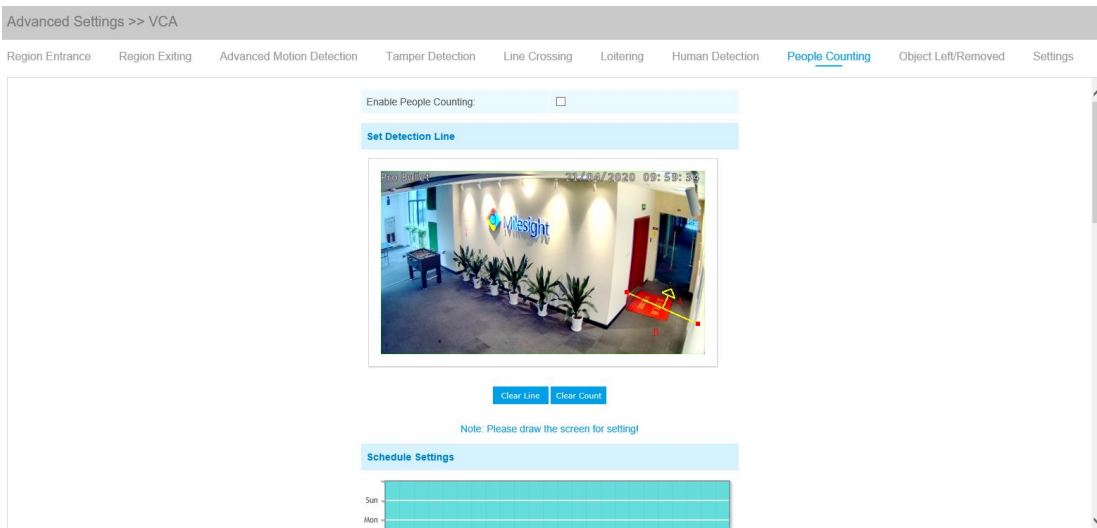 Advanced Settings >> VCA
Region Entrance Region Exiting Advanced Motion Detection Tamper Detection Line Crossing Loitering Human Detection People Counting Object Left/Removed Settings
Enable People Counting:
Set Detection Line
Milesight
Clear Line Clear Count
Note: Please draw the screen for setting!
Schedule Settings
Sun
Mon